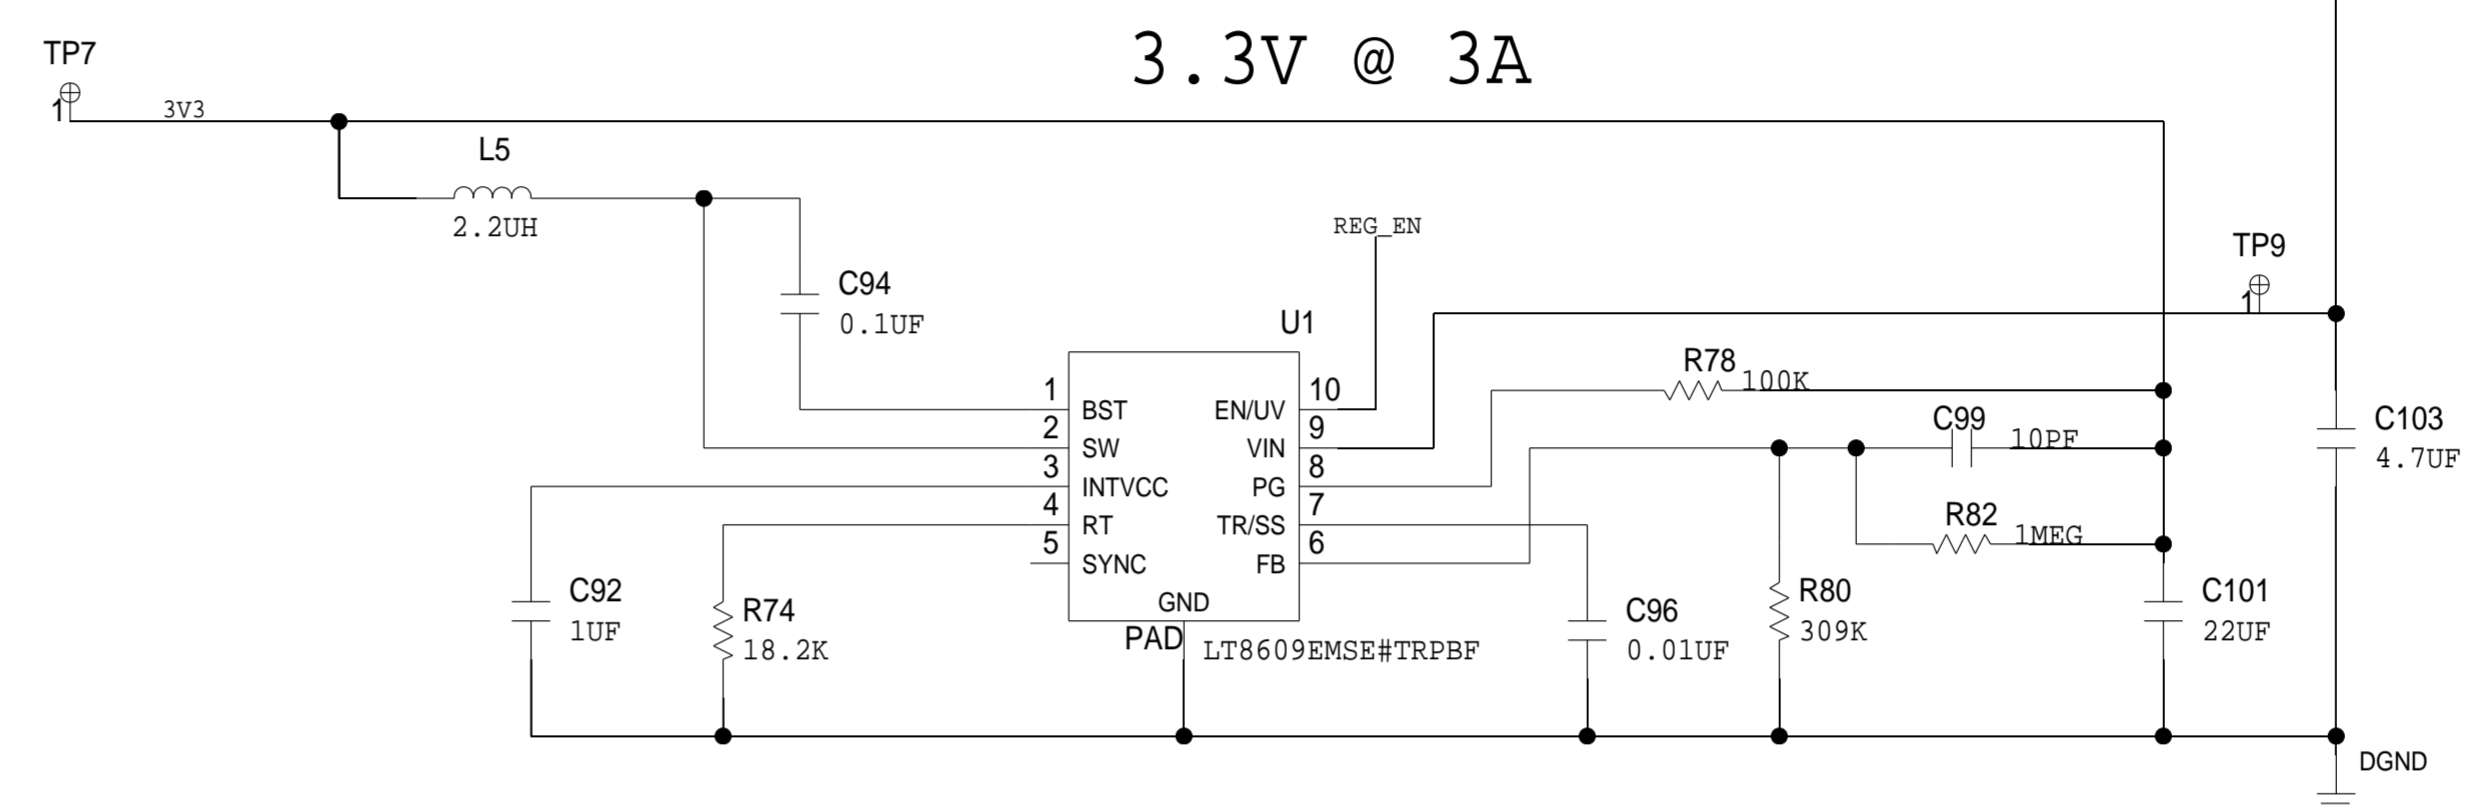 3.3V @ 3A
TP7
1
3V3
L5
2.2UH
REG_EN
TP9
1
C94
0.1UF
U1
R78
100K
1
BST
2
SW
3
INTVCC
4
RT
5
SYNC
EN/UV
10
VIN
9
PG
8
TR/SS
7
FB
6
GND
PAD
LT8609EMSE#TRPBF
C99
10PF
C103
4.7UF
R82
1MEG
C92
1UF
R74
18.2K
C96
0.01UF
R80
309K
C101
22UF
DGND